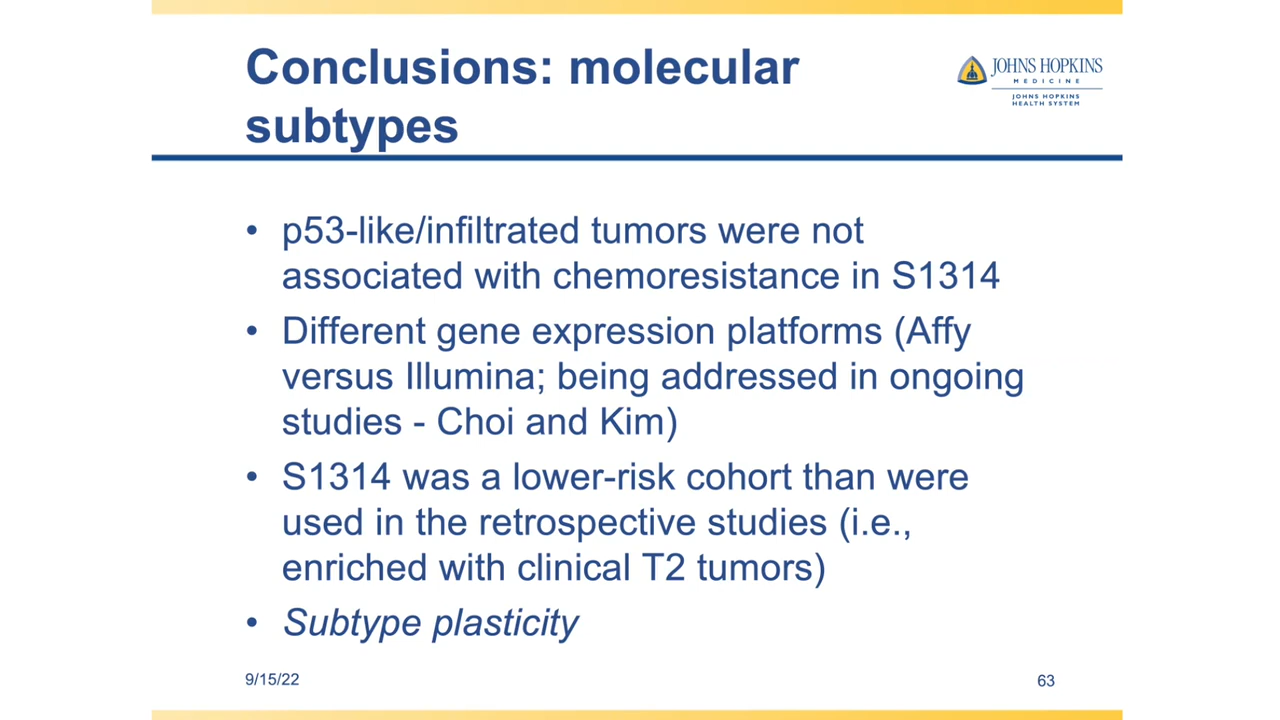 Conclusions: molecular
subtypes
JOHNS HOPKINS
MEDICINE
JOHNS HOPKINS
HEALTH SYSTEM
• p53-like/infiltrated tumors were not
associated with chemoresistance in S1314
• Different gene expression platforms (Affy
versus Illumina; being addressed in ongoing
studies - Choi and Kim)
• S1314 was a lower-risk cohort than were
used in the retrospective studies (i.e.,
enriched with clinical T2 tumors)
• Subtype plasticity
9/15/22
63